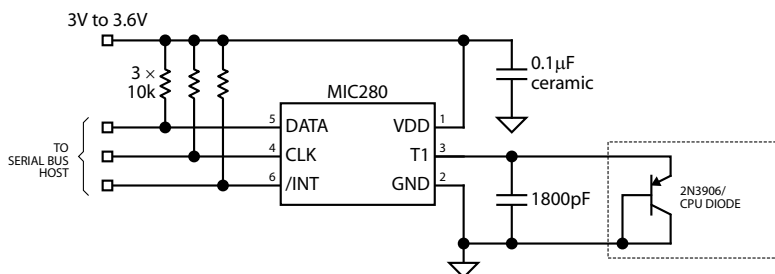 3V to 3.6V
3 ×
10k
0.1µF
ceramic
MIC280
TO
SERIAL BUS
HOST
5 DATA VDD 1
4 CLK T1 3
6 /INT GND 2
1800pF
2N3906/
CPU DIODE